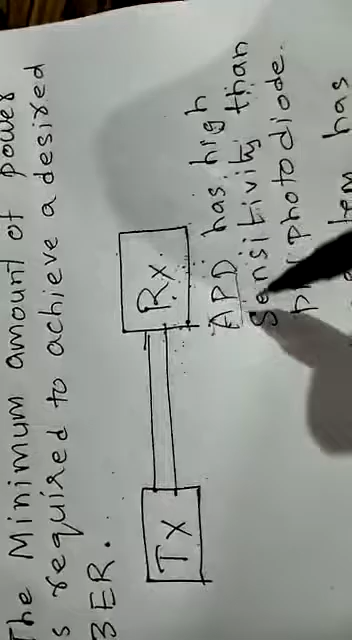 The Minimum amount of power
s required to achieve a desired
BER.
Tx
Rx
APD has high
Sensitivity than
photodiode.
has